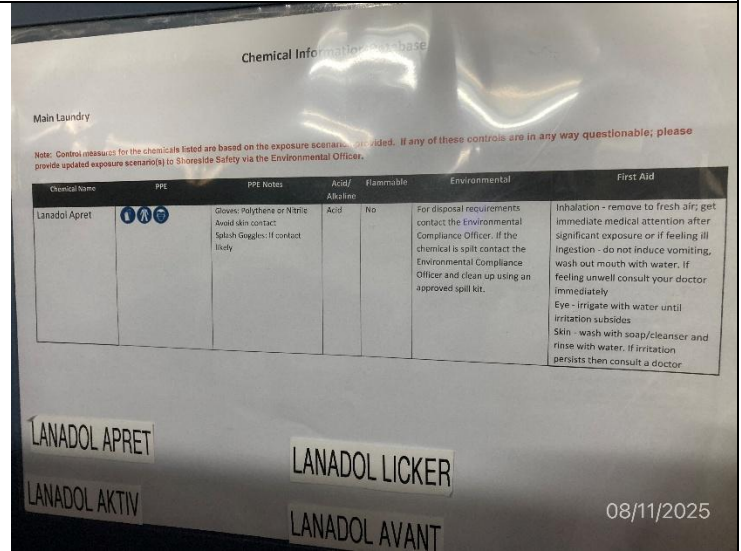 Chemical Information Database
Main Laundry
Note: Control measures for the chemicals listed are based on the exposure scenario provided. If any of these controls are in any way questionable; please
provide updated exposure scenario(s) to Shoreside Safety via the Environmental Officer.
Chemical Name PPE PPE Notes Acid/ Alkaline Flammable Environmental First Aid
Lanadol Apret
Gloves: Polythene or Nitrile
Avoid skin contact
Splash Goggles: If contact
likely
Acid
No
For disposal requirements
contact the Environmental
Compliance Officer. If the
chemical is spilt contact the
Environmental Compliance
Officer and clean up using an
approved spill kit.
Inhalation - remove to fresh air; get
immediate medical attention after
significant exposure or if feeling ill
Ingestion - do not induce vomiting,
wash out mouth with water. If
feeling unwell consult your doctor
immediately
Eye - irrigate with water until
irritation subsides
Skin - wash with soap/cleanser and
rinse with water. If irritation
persists then consult a doctor
LANADOL APRET
LANADOL LICKER
LANADOL AKTIV
LANADOL AVANT
08/11/2025